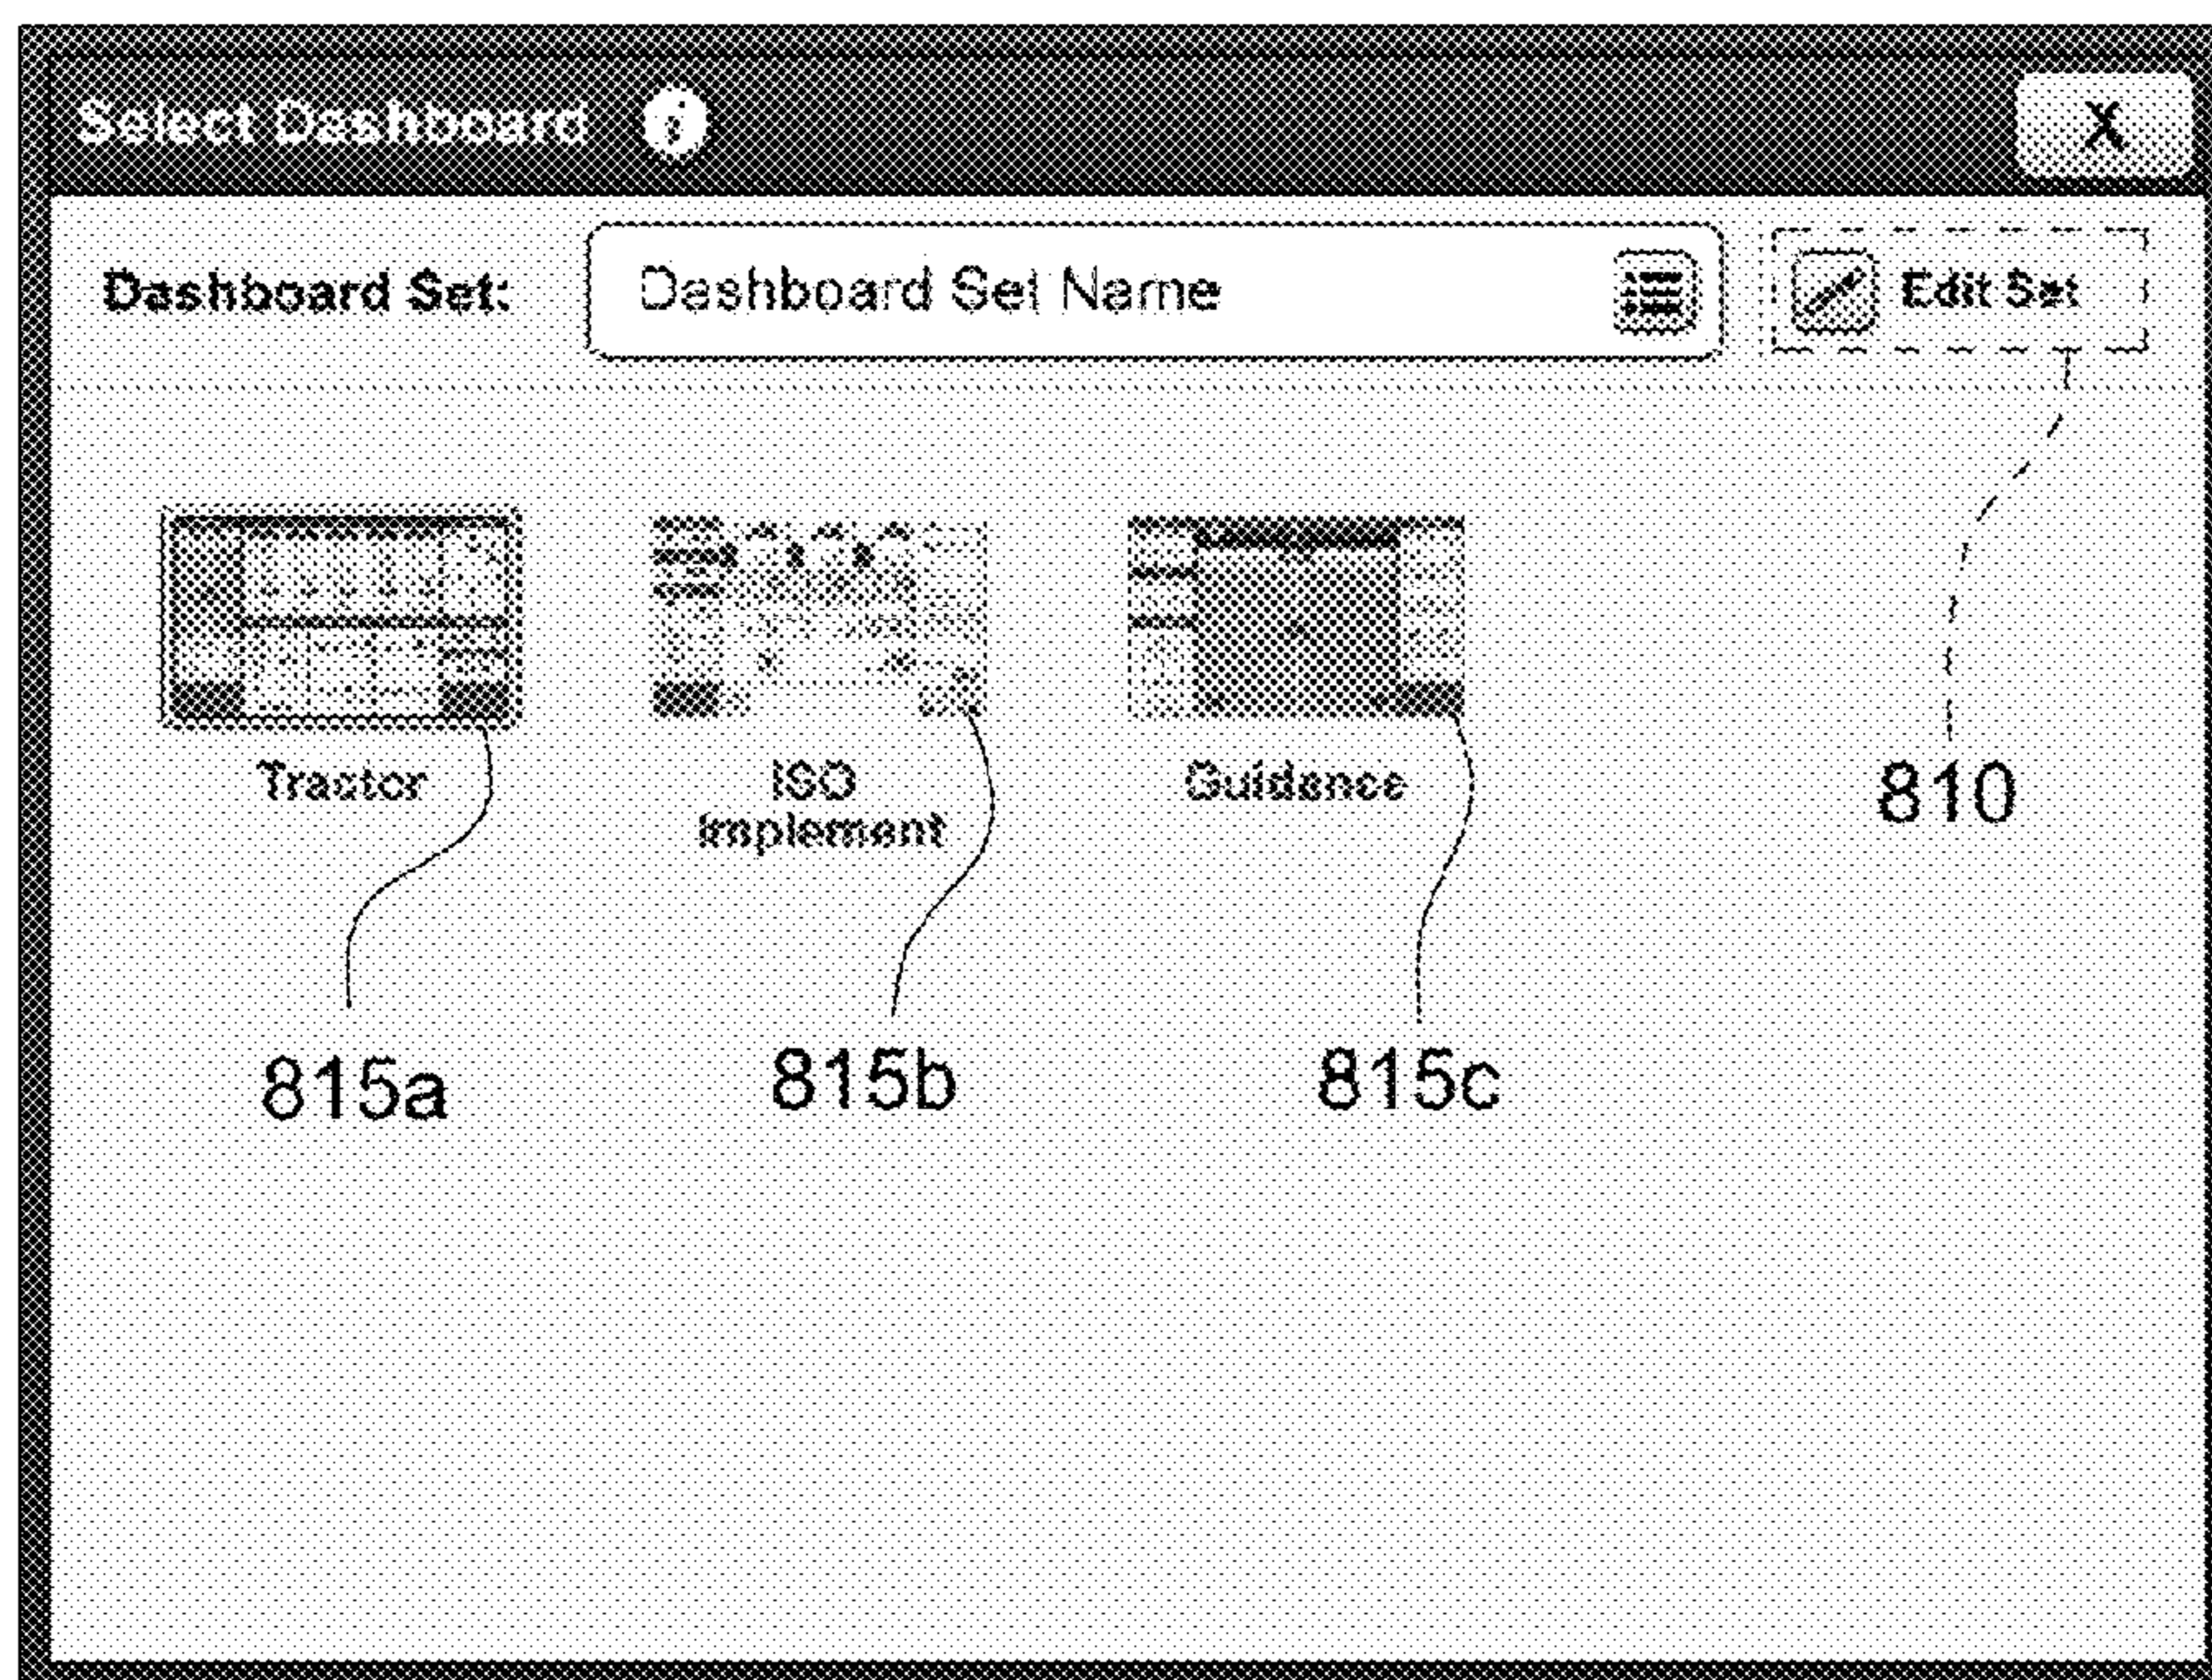 Select Dashboard i X
Dashboard Set: Dashboard Set Name Edit Set
Tractor
ISO
Implement
Guidance
810
815a
815b
815c